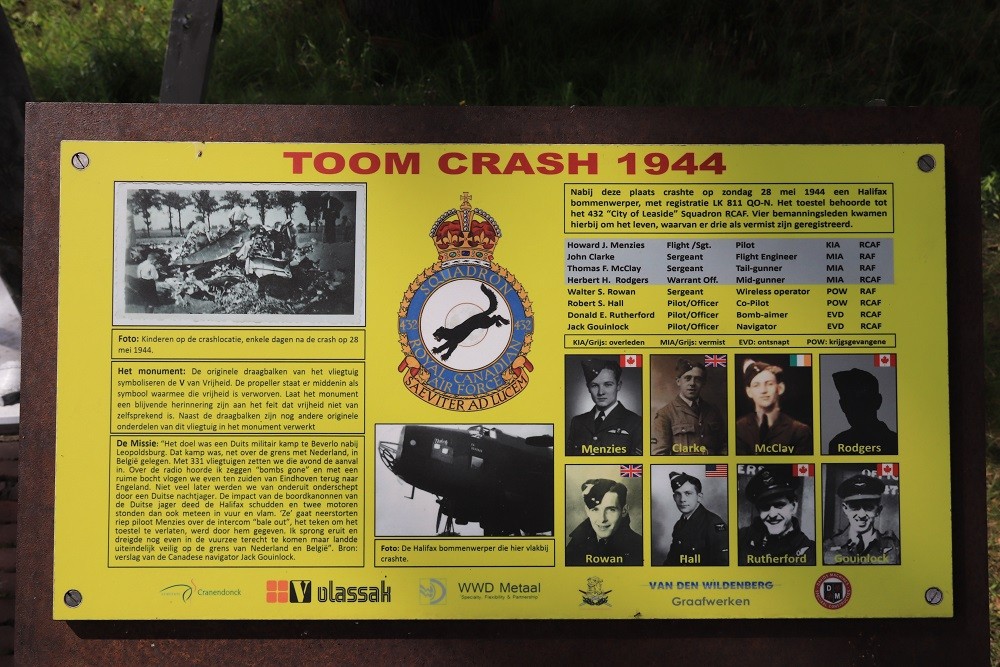 TOOM CRASH 1944
Foto: Kinderen op de crashlocatie, enkele dagen na de crash op 28
mei 1944.
Het monument: De originele draagbalken van het vliegtuig
symboliseren de V van Vrijheid. De propeller staat er middenin als
symbool waarmee die vrijheid is verworven. Laat het monument
een blijvende herinnering zijn aan het feit dat vrijheid niet van
zelfsprekend is. Naast de draagbalken zijn nog andere originele
onderdelen van dit vliegtuig in het monument verwerkt
De Missie: "Het doel was een Duits militair kamp te Beverlo nabij
Leopoldsburg. Dat kamp was, net over de grens met Nederland, in
België gelegen. Met 331 vliegtuigen zetten we die avond de aanval
in. Over de radio hoorde ik zeggen "bombs gone" en met een
ruime bocht vlogen we even ten zuiden van Eindhoven terug naar
Engeland. Niet veel later werden we van onderuit onderschept
door een Duitse nachtjager. De impact van de boordkanonnen van
de Duitse jager deed de Halifax schudden en twee motoren
stonden dan ook meteen in vuur en vlam. 'Ze' gaat neerstorten
riep piloot Menzies over de intercom "bale out", het teken om het
toestel te verlaten, werd door hem gegeven. Ik sprong eruit en
dreigde nog even in de vuurzee terecht te komen maar landde
uiteindelijk veilig op de grens van Nederland en België". Bron:
verslag van de Canadese navigator Jack Gouinlock.
SQUADRON
432 432
ROYAL CANADIAN
AIR FORCE
SAEVITER AD LUCEM
Foto: De Halifax bommenwerper die hier vlakbij
crashte.
Nabij deze plaats crashte op zondag 28 mei 1944 een Halifax
bommenwerper, met registratie LK 811 QO-N. Het toestel behoorde tot
het 432 "City of Leaside" Squadron RCAF. Vier bemanningsleden kwamen
hierbij om het leven, waarvan er drie als vermist zijn geregistreerd.
Howard J. Menzies Flight /Sgt. Pilot KIA RCAF
John Clarke Sergeant Flight Engineer MIA RAF
Thomas F. McClay Sergeant Tail-gunner MIA RAF
Herbert H. Rodgers Warrant Off. Mid-gunner MIA RCAF
Walter S. Rowan Sergeant Wireless operator POW RAF
Robert S. Hall Pilot/Officer Co-Pilot POW RCAF
Donald E. Rutherford Pilot/Officer Bomb-aimer EVD RCAF
Jack Gouinlock Pilot/Officer Navigator EVD RCAF
KIA/Grijs: overleden MIA/Grijs: vermist EVD: ontsnapt POW: krijgsgevangene
Menzies Clarke McClay Rodgers
Rowan Hall Rutherford Gouinlock
Cranendonck
V vlassak
WWD Metaal
Specialty, Flexibility & Partnership
VAN DEN WILDENBERG
Graafwerken
DM